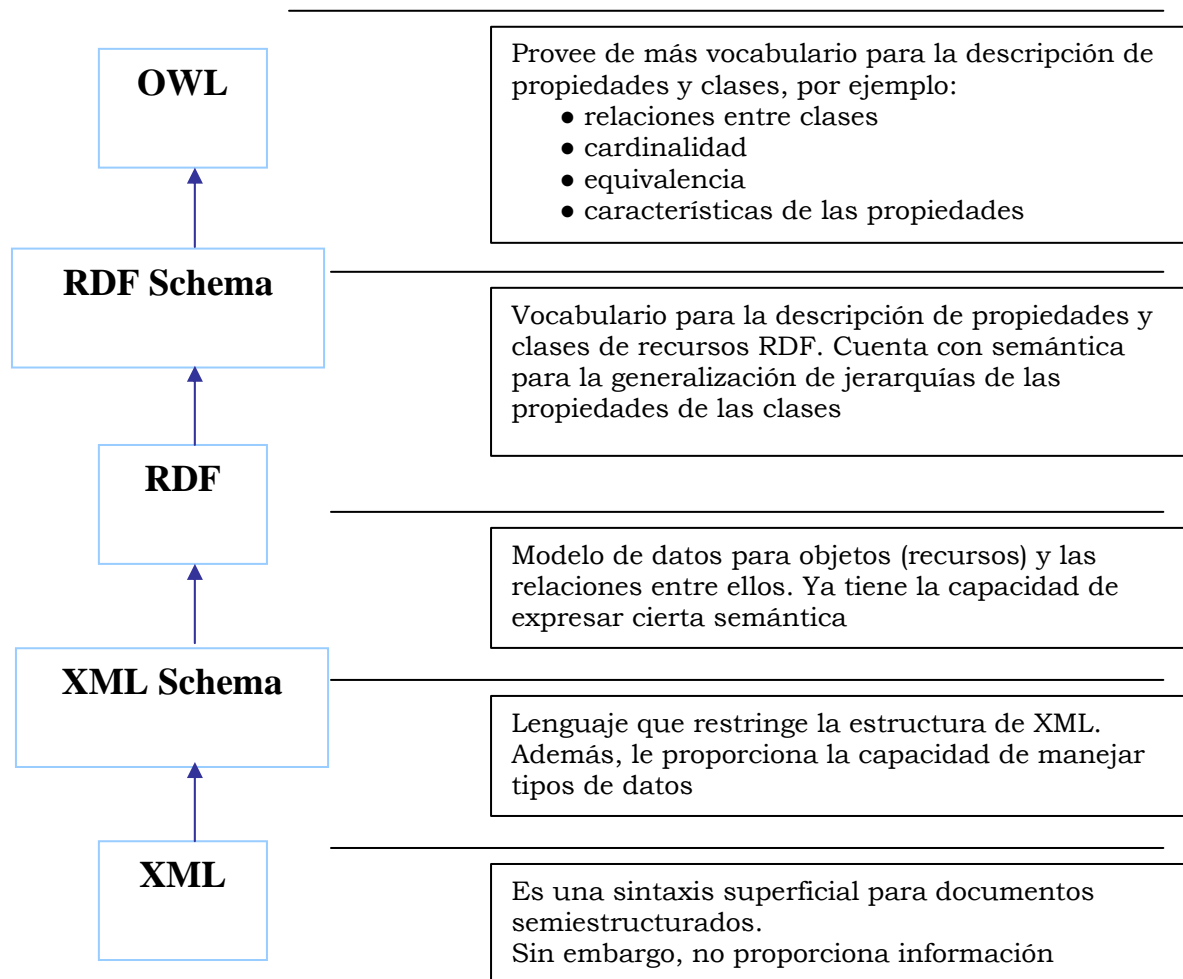 OWL
Provee de más vocabulario para la descripción de
propiedades y clases, por ejemplo:
● relaciones entre clases
● cardinalidad
● equivalencia
● características de las propiedades
RDF Schema
Vocabulario para la descripción de propiedades y
clases de recursos RDF. Cuenta con semántica
para la generalización de jerarquías de las
propiedades de las clases
RDF
Modelo de datos para objetos (recursos) y las
relaciones entre ellos. Ya tiene la capacidad de
expresar cierta semántica
XML Schema
Lenguaje que restringe la estructura de XML.
Además, le proporciona la capacidad de manejar
tipos de datos
XML
Es una sintaxis superficial para documentos
semiestructurados.
Sin embargo, no proporciona información